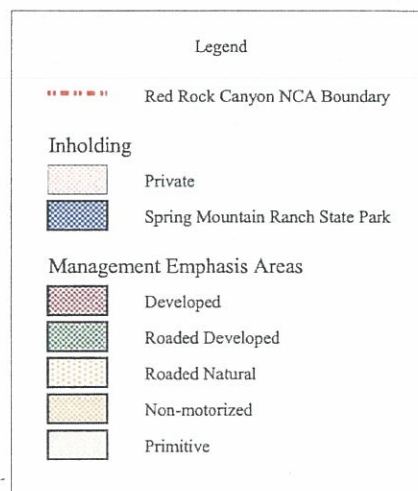 Legend
Red Rock Canyon NCA Boundary
Inholding
Private
Spring Mountain Ranch State Park
Management Emphasis Areas
Developed
Roaded Developed
Roaded Natural
Non-motorized
Primitive